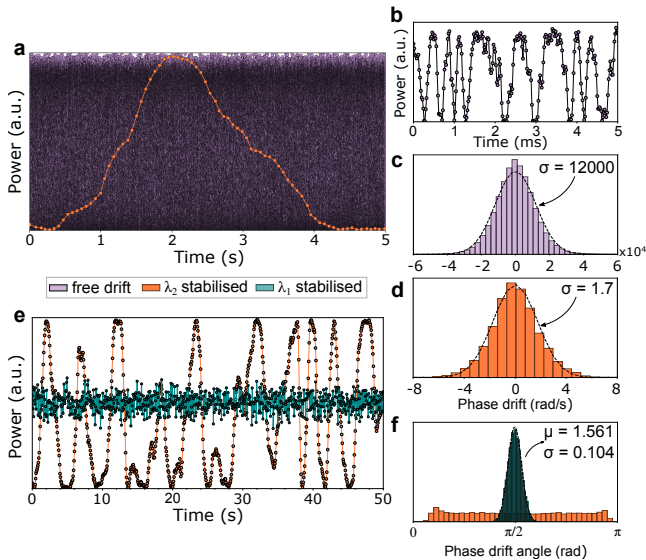 a
Power (a.u.)
0 1 2 3 4 5
Time (s)
b
Power (a.u.)
0 1 2 3 4 5
Time (ms)
c
σ = 12000
×10⁴
-6 -4 -2 0 2 4 6
free drift λ₂ stabilised λ₁ stabilised
d
σ = 1.7
-8 -4 0 4 8
Phase drift (rad/s)
e
Power (a.u.)
0 10 20 30 40 50
Time (s)
f
μ = 1.561
σ = 0.104
0 π/2 π
Phase drift angle (rad)